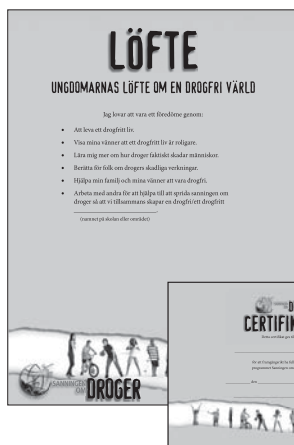 LÖFTE
UNGDOMARNAS LÖFTE OM EN DROGFRI VÄRLD
Jag lovar att vara ett föredöme genom:
• Att leva ett drogfritt liv.
• Visa mina vänner att ett drogfritt liv är roligare.
• Lära mig mer om hur droger faktiskt skadar människor.
• Berätta för folk om drogers skadliga verkningar.
• Hjälpa min familj och mina vänner att vara drogfri.
• Arbeta med andra för att hjälpa till att sprida sanningen om
droger så att vi tillsammans skapar en drogfri/ett drogfritt
(namnet på skolan eller området)
SANNINGEN
OM DROGER
CERTIFI
den